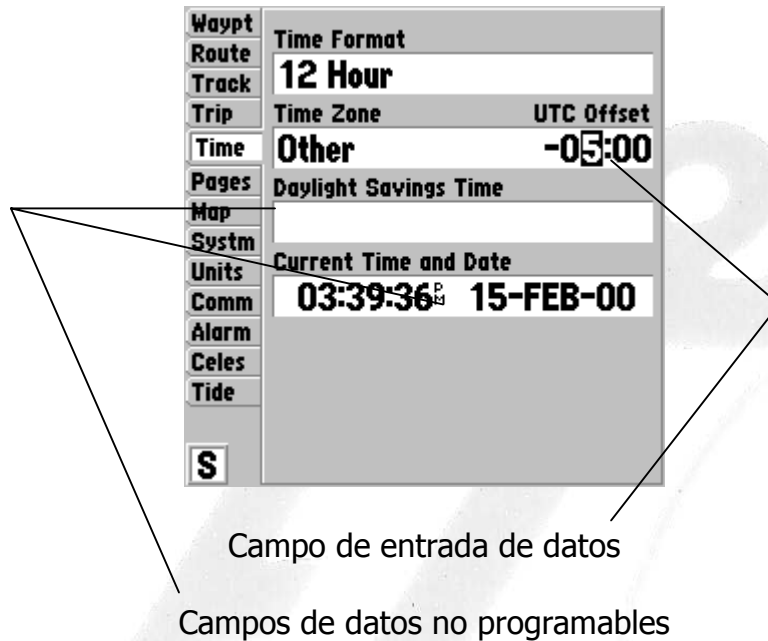 Waypt
Route
Track
Trip
Time
Pages
Map
Systm
Units
Comm
Alarm
Celes
Tide
S
Time Format
12 Hour
Time Zone UTC Offset
Other -05:00
Daylight Savings Time
Current Time and Date
03:39:36PM 15-FEB-00
Campo de entrada de datos
Campos de datos no programables